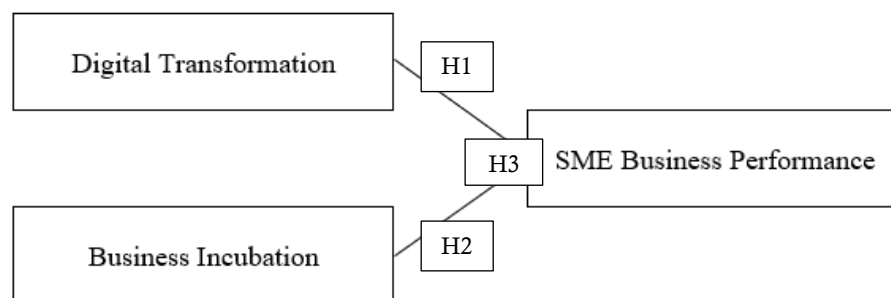 Digital Transformation
H1
H3
SME Business Performance
Business Incubation
H2